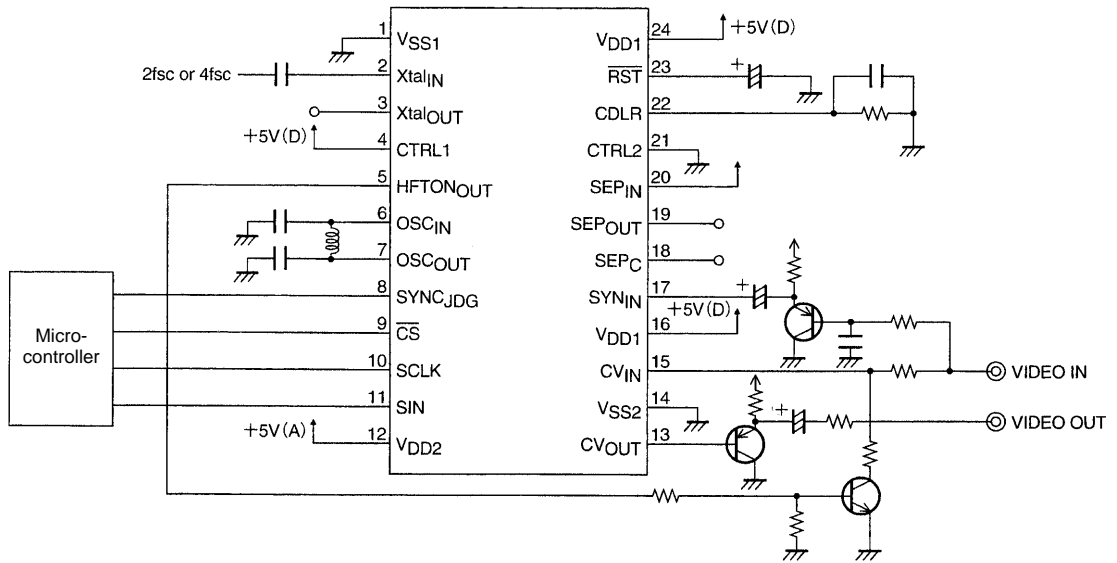 1
VSS1
2fsc or 4fsc
2
XtalIN
3
XtalOUT
+5V(D)
4
CTRL1
5
HFTONOUT
6
OSCIN
7
OSCOUT
8
SYNCJDG
9
CS
10
SCLK
11
SIN
+5V(A)
12
VDD2
Micro-
controller
24
VDD1
+5V(D)
23
RST
+
22
CDLR
21
CTRL2
20
SEPIN
19
SEPOUT
18
SEPC
17
SYNIN
+
+5V(D)
16
VDD1
15
CVIN
VIDEO IN
14
VSS2
+
VIDEO OUT
13
CVOUT